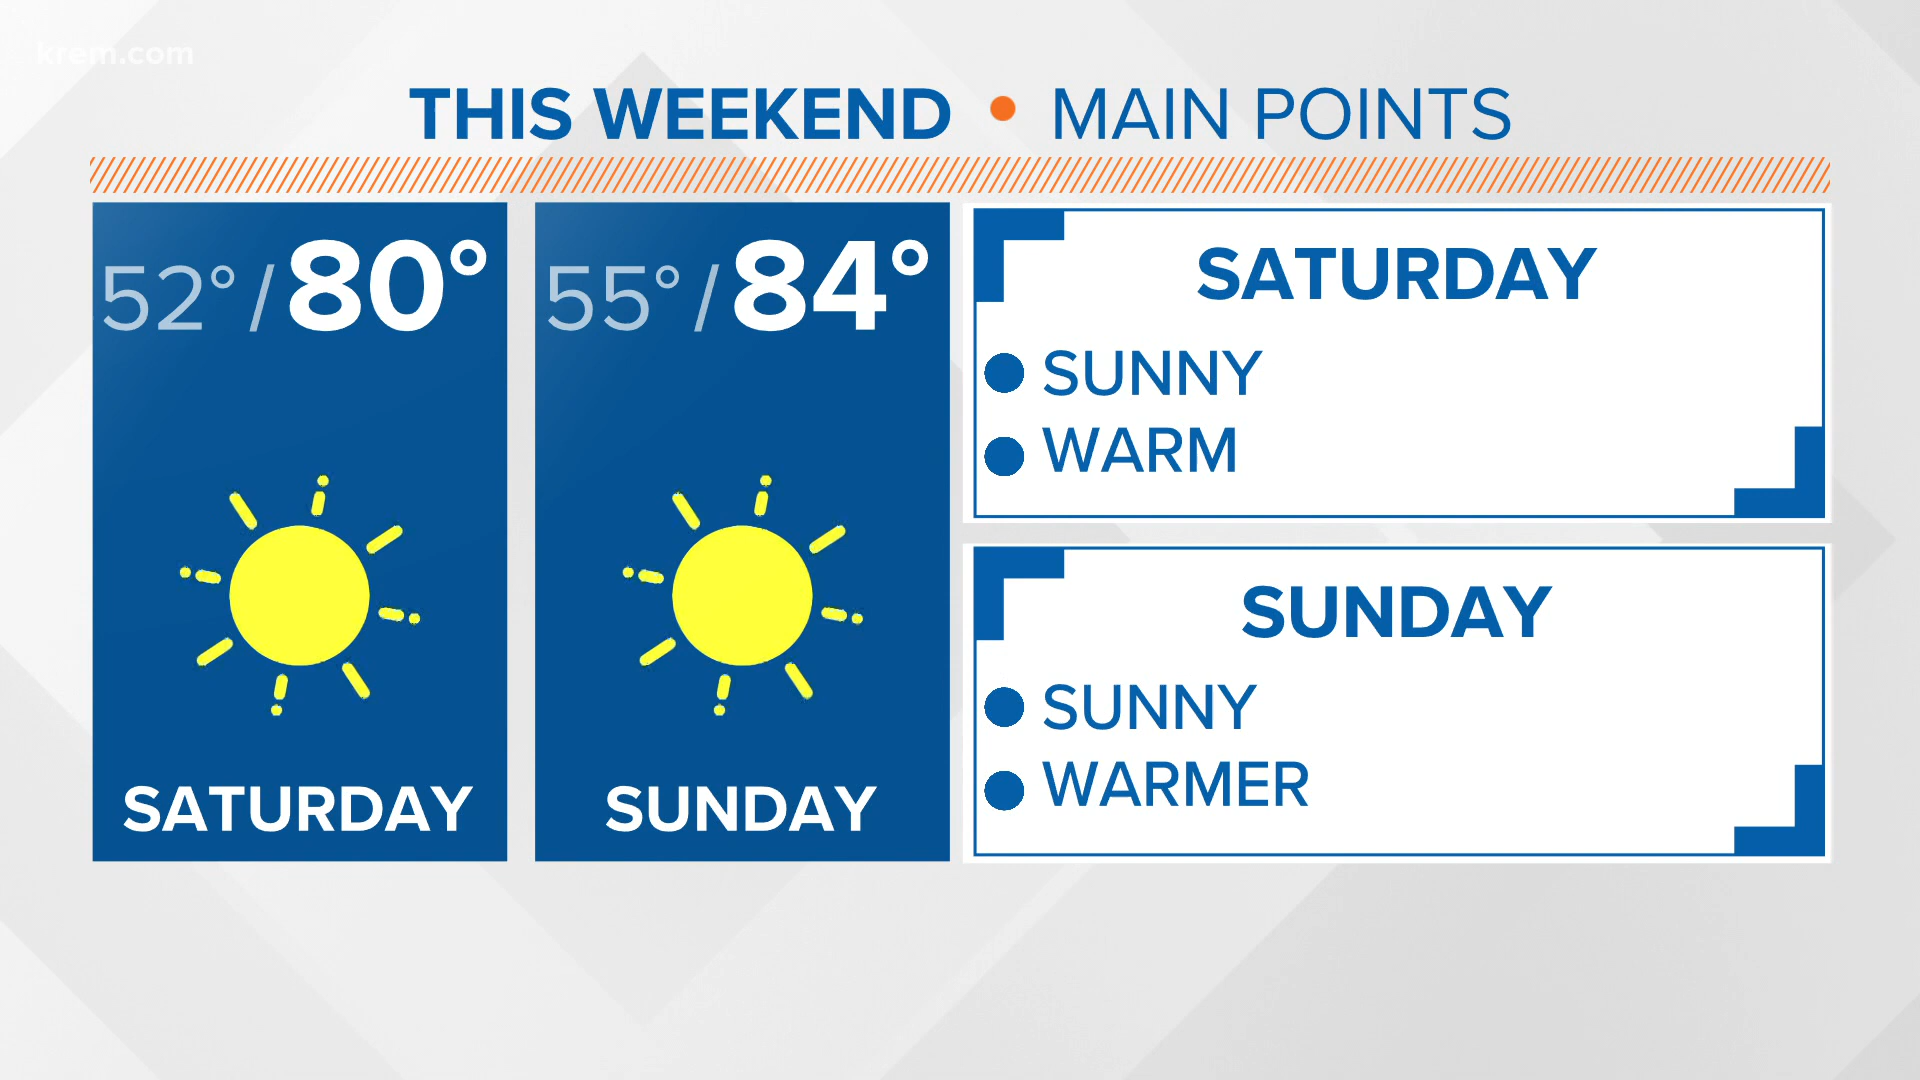 krem.com
THIS WEEKEND • MAIN POINTS
52°/80°
SATURDAY
55°/84°
SUNDAY
SATURDAY
● SUNNY
● WARM
SUNDAY
● SUNNY
● WARMER